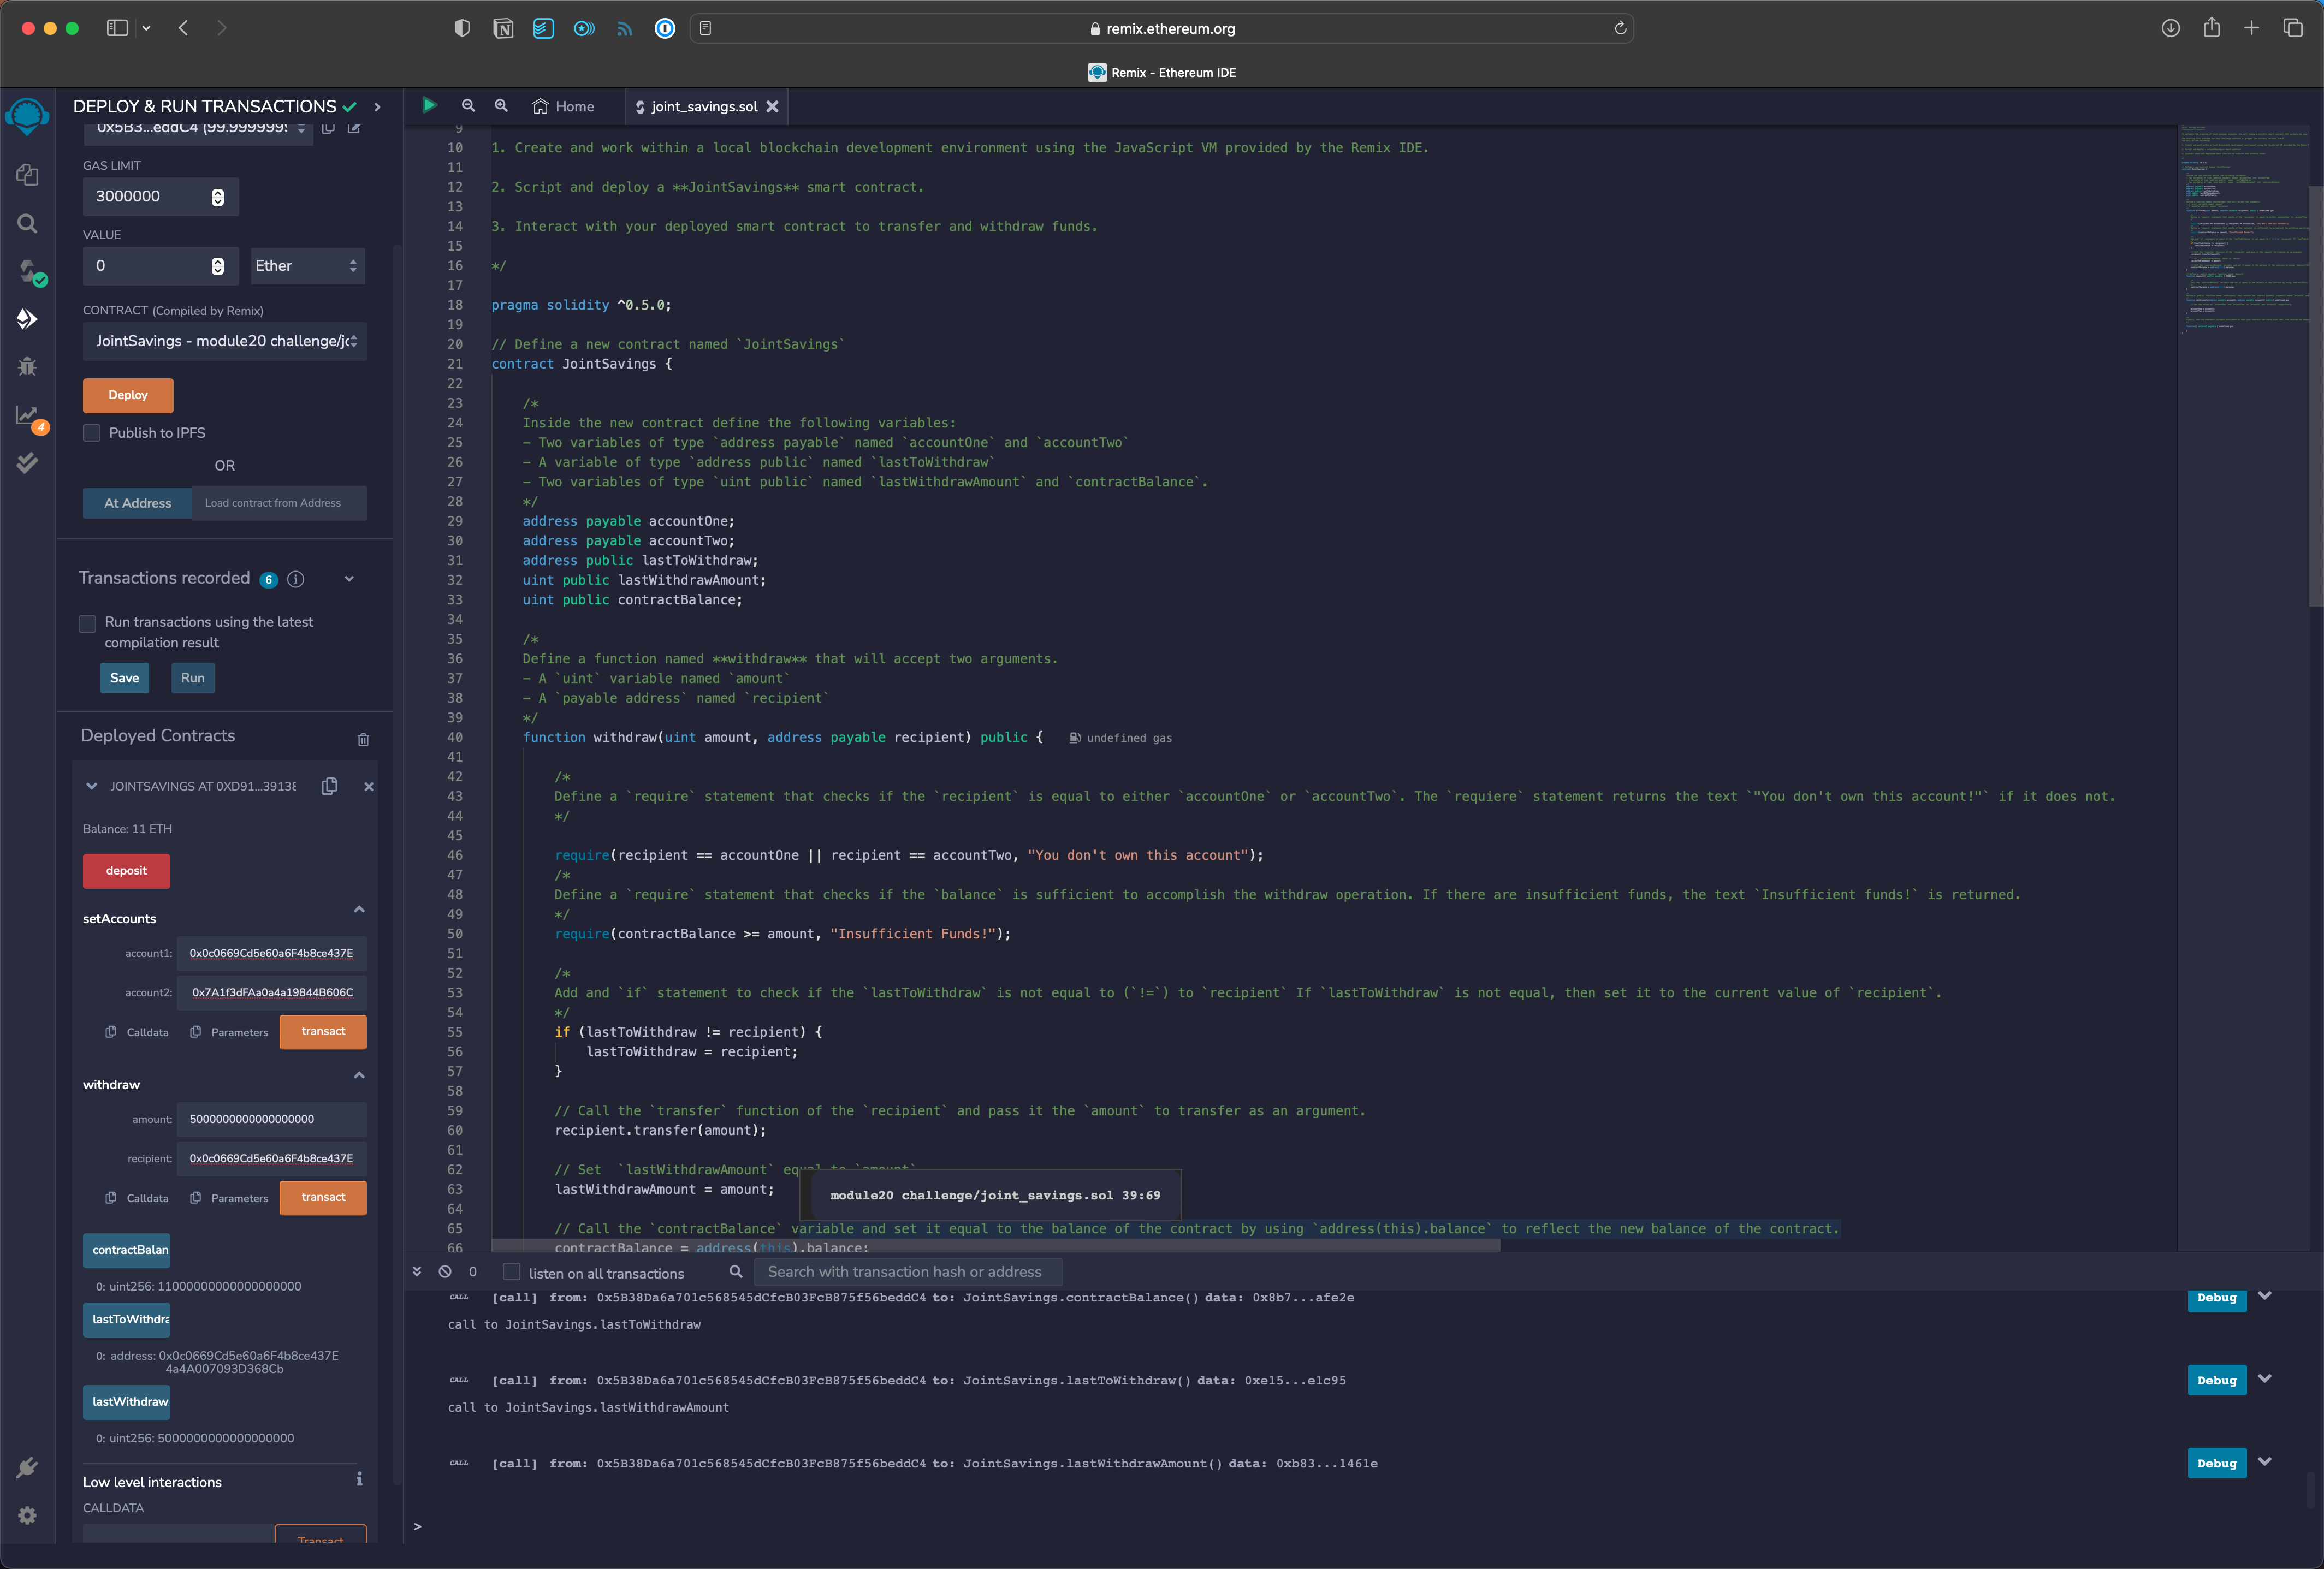 remix.ethereum.org
Remix - Ethereum IDE
DEPLOY & RUN TRANSACTIONS
0x5B3...eddC4 (99.9999999
GAS LIMIT
3000000
VALUE
0
Ether
CONTRACT (Compiled by Remix)
JointSavings - module20 challenge/jo
Deploy
Publish to IPFS
OR
At Address
Load contract from Address
Transactions recorded 6 i
Run transactions using the latest
compilation result
Save
Run
Deployed Contracts
JOINTSAVINGS AT 0XD91...39138
Balance: 11 ETH
deposit
setAccounts
account1: 0x0c0669Cd5e60a6F4b8ce437E
account2: 0x7A1f3dFAa0a4a19844B606C
Calldata Parameters transact
withdraw
amount: 5000000000000000000
recipient: 0x0c0669Cd5e60a6F4b8ce437E
Calldata Parameters transact
contractBalan
0: uint256: 11000000000000000000
lastToWithdra
0: address: 0x0c0669Cd5e60a6F4b8ce437E
4a4A007093D368Cb
lastWithdraw
0: uint256: 5000000000000000000
Low level interactions
CALLDATA
Transact
4
Home
joint_savings.sol
9
10 1. Create and work within a local blockchain development environment using the JavaScript VM provided by the Remix IDE.
11
12 2. Script and deploy a **JointSavings** smart contract.
13
14 3. Interact with your deployed smart contract to transfer and withdraw funds.
15
16 */
17
18 pragma solidity ^0.5.0;
19
20 // Define a new contract named `JointSavings`
21 contract JointSavings {
22
23 /*
24 Inside the new contract define the following variables:
25 - Two variables of type `address payable` named `accountOne` and `accountTwo`
26 - A variable of type `address public` named `lastToWithdraw`
27 - Two variables of type `uint public` named `lastWithdrawAmount` and `contractBalance`.
28 */
29 address payable accountOne;
30 address payable accountTwo;
31 address public lastToWithdraw;
32 uint public lastWithdrawAmount;
33 uint public contractBalance;
34
35 /*
36 Define a function named **withdraw** that will accept two arguments.
37 - A `uint` variable named `amount`
38 - A `payable address` named `recipient`
39 */
40 function withdraw(uint amount, address payable recipient) public { undefined gas
41
42 /*
43 Define a `require` statement that checks if the `recipient` is equal to either `accountOne` or `accountTwo`. The `requiere` statement returns the text `"You don't own this account!"` if it does not.
44 */
45
46 require(recipient == accountOne || recipient == accountTwo, "You don't own this account");
47 /*
48 Define a `require` statement that checks if the `balance` is sufficient to accomplish the withdraw operation. If there are insufficient funds, the text `Insufficient funds!` is returned.
49 */
50 require(contractBalance >= amount, "Insufficient Funds!");
51
52 /*
53 Add and `if` statement to check if the `lastToWithdraw` is not equal to (`!=`) to `recipient` If `lastToWithdraw` is not equal, then set it to the current value of `recipient`.
54 */
55 if (lastToWithdraw != recipient) {
56 lastToWithdraw = recipient;
57 }
58
59 // Call the `transfer` function of the `recipient` and pass it the `amount` to transfer as an argument.
60 recipient.transfer(amount);
61
62 // Set `lastWithdrawAmount` equal to `amount`
63 lastWithdrawAmount = amount;
module20 challenge/joint_savings.sol 39:69
64
65 // Call the `contractBalance` variable and set it equal to the balance of the contract by using `address(this).balance` to reflect the new balance of the contract.
66 contractBalance = address(this).balance;
0
listen on all transactions
Search with transaction hash or address
CALL [call] from: 0x5B38Da6a701c568545dCfcB03FcB875f56beddC4 to: JointSavings.contractBalance() data: 0x8b7...afe2e Debug
call to JointSavings.lastToWithdraw
CALL [call] from: 0x5B38Da6a701c568545dCfcB03FcB875f56beddC4 to: JointSavings.lastToWithdraw() data: 0xe15...e1c95 Debug
call to JointSavings.lastWithdrawAmount
CALL [call] from: 0x5B38Da6a701c568545dCfcB03FcB875f56beddC4 to: JointSavings.lastWithdrawAmount() data: 0xb83...1461e Debug
>